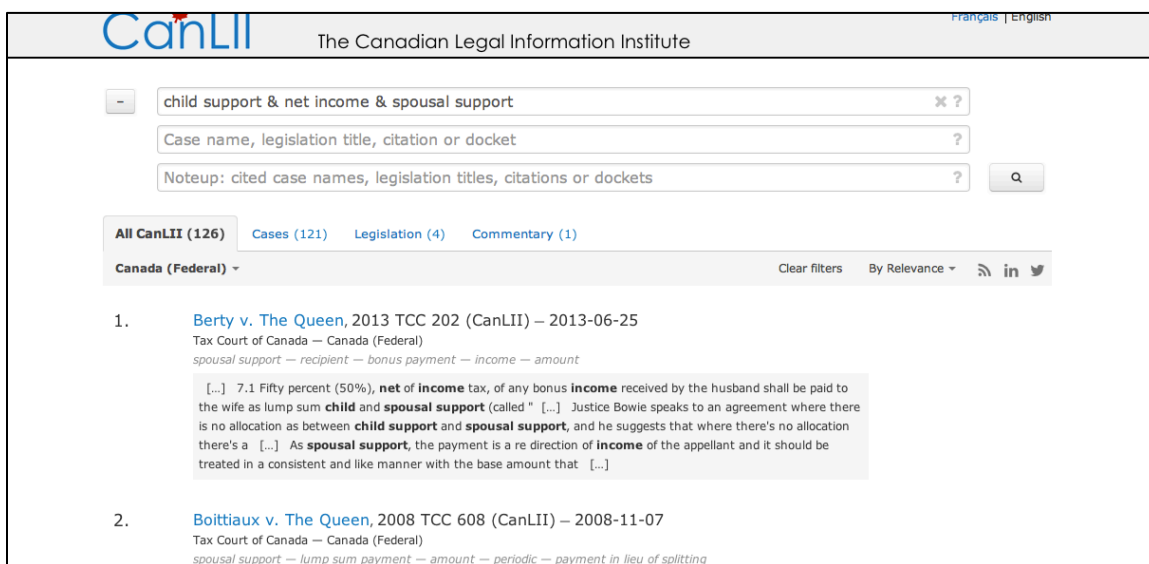 Français | English
CanLII
The Canadian Legal Information Institute
–
child support & net income & spousal support
?
Case name, legislation title, citation or docket
?
Noteup: cited case names, legislation titles, citations or dockets
?
All CanLII (126) Cases (121) Legislation (4) Commentary (1)
Canada (Federal) Clear filters By Relevance in
1. Berty v. The Queen, 2013 TCC 202 (CanLII) – 2013-06-25
Tax Court of Canada — Canada (Federal)
spousal support — recipient — bonus payment — income — amount
[...] 7.1 Fifty percent (50%), net of income tax, of any bonus income received by the husband shall be paid to
the wife as lump sum child and spousal support (called " [...] Justice Bowie speaks to an agreement where there
is no allocation as between child support and spousal support, and he suggests that where there's no allocation
there's a [...] As spousal support, the payment is a re direction of income of the appellant and it should be
treated in a consistent and like manner with the base amount that [...]
2. Boittiaux v. The Queen, 2008 TCC 608 (CanLII) – 2008-11-07
Tax Court of Canada — Canada (Federal)
spousal support — lump sum payment — amount — periodic — payment in lieu of splitting